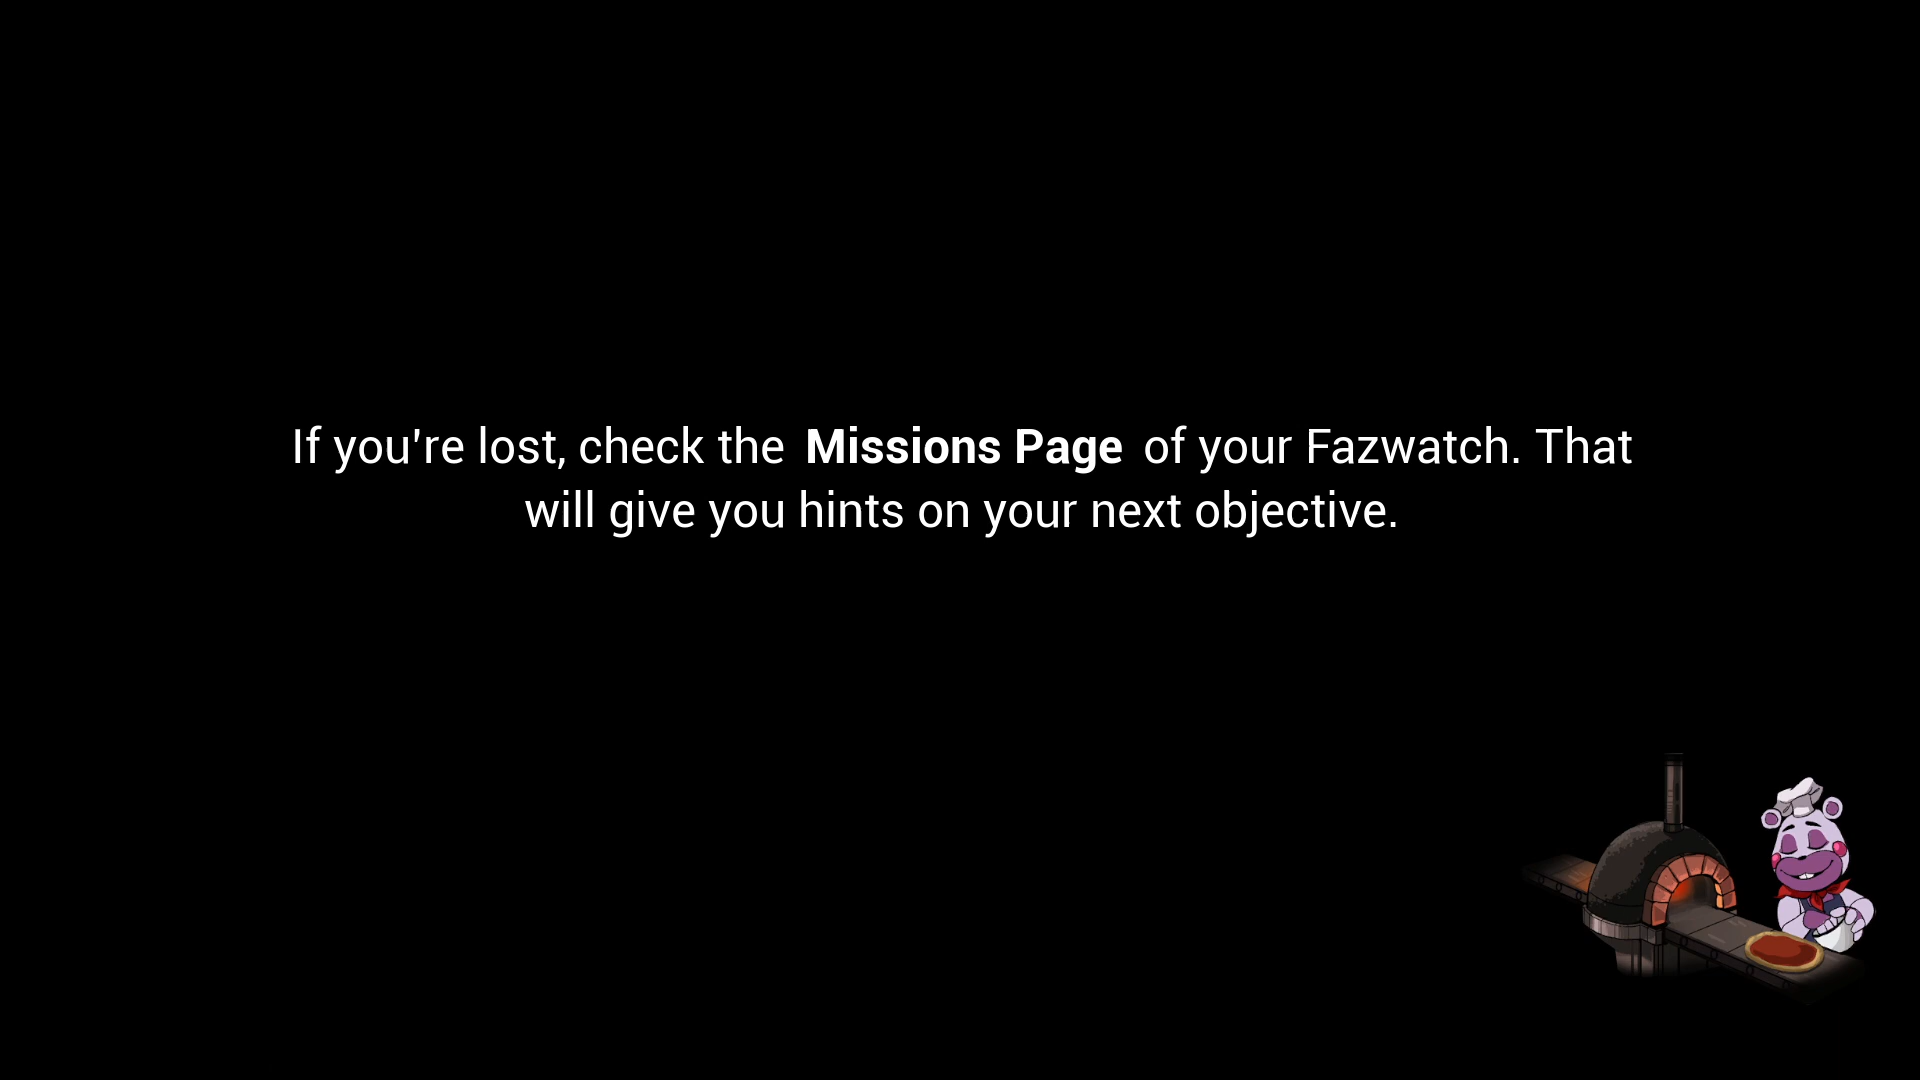 If you're lost, check the Missions Page of your Fazwatch. That
will give you hints on your next objective.